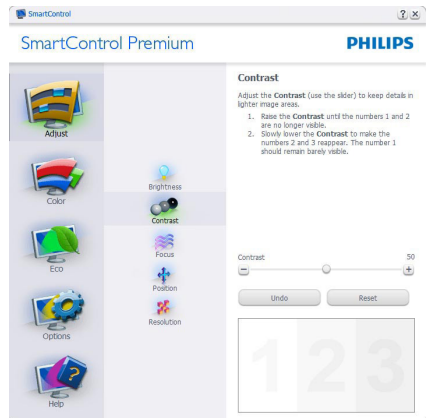 SmartControl
SmartControl Premium
PHILIPS
Adjust
Color
Eco
Options
Help
Brightness
Contrast
Focus
Position
Resolution
Contrast
Adjust the Contrast (use the slider) to keep details in
lighter image areas.
1. Raise the Contrast until the numbers 1 and 2
are no longer visible.
2. Slowly lower the Contrast to make the
numbers 2 and 3 reappear. The number 1
should remain barely visible.
Contrast 50
Undo Reset
1 2 3